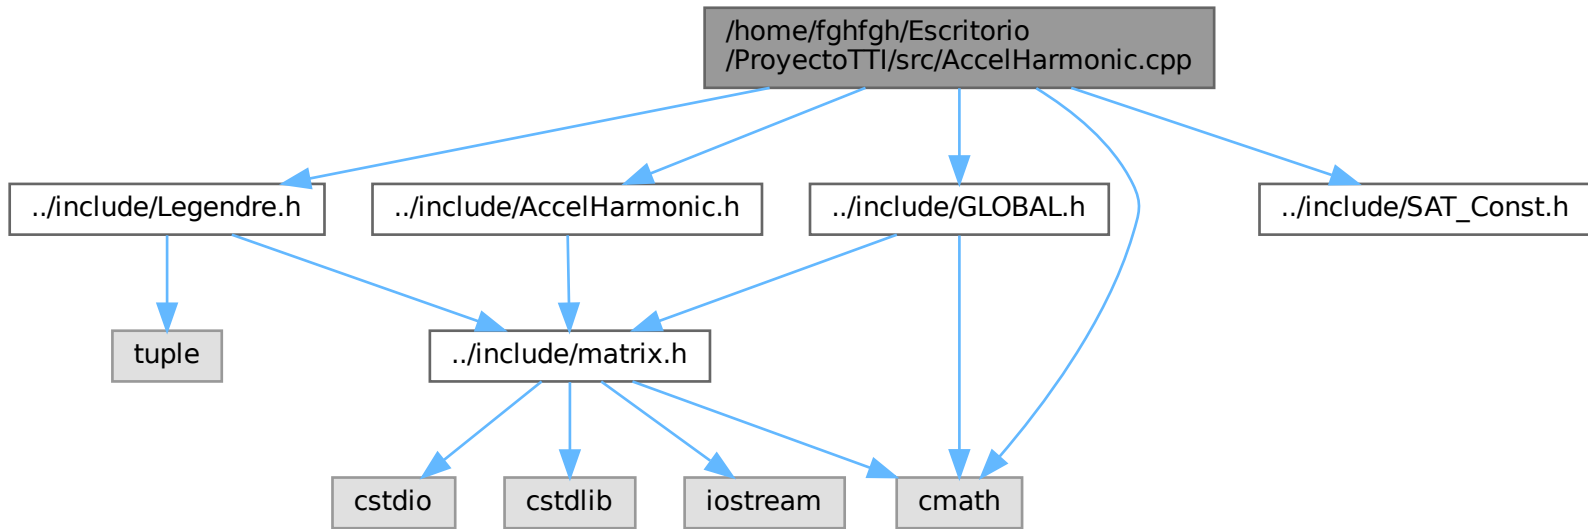 /home/fghfgh/Escritorio
/ProyectoTTI/src/AccelHarmonic.cpp
../include/Legendre.h
../include/AccelHarmonic.h
../include/GLOBAL.h
../include/SAT_Const.h
tuple
../include/matrix.h
cstdio
cstdlib
iostream
cmath